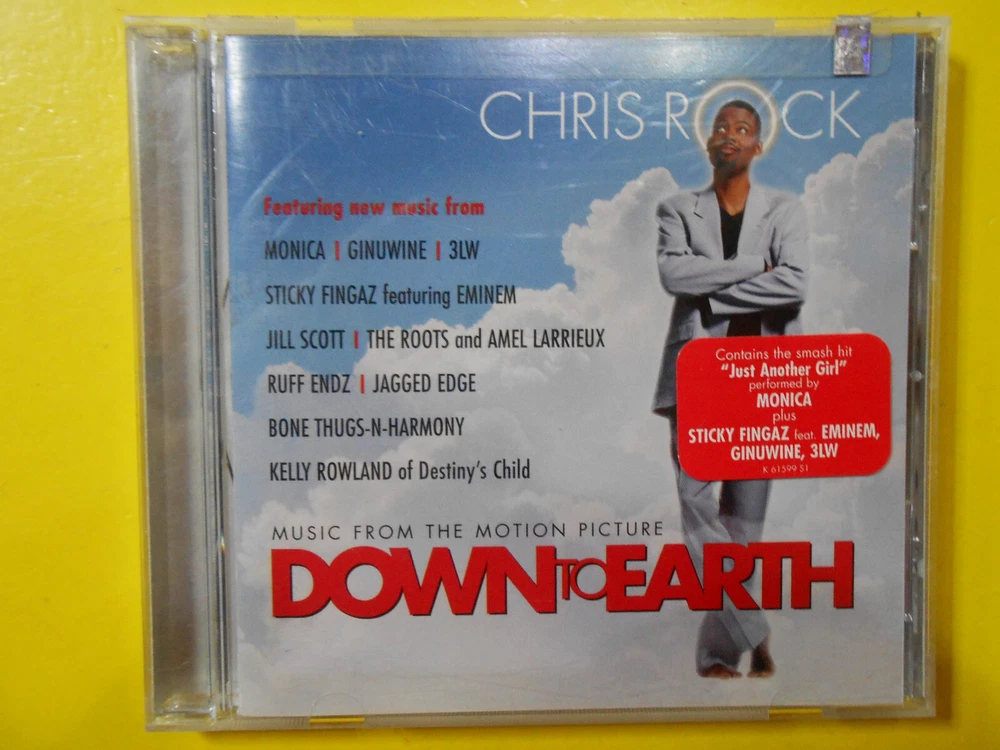 CHRIS ROCK
Featuring new music from
MONICA | GINUWINE | 3LW
STICKY FINGAZ featuring EMINEM
JILL SCOTT | THE ROOTS and AMEL LARRIEUX
RUFF ENDZ | JAGGED EDGE
BONE THUGS-N-HARMONY
KELLY ROWLAND of Destiny's Child
Contains the smash hit
"Just Another Girl"
performed by
MONICA
plus
STICKY FINGAZ feat. EMINEM,
GINUWINE, 3LW
K 61599 S1
MUSIC FROM THE MOTION PICTURE
DOWN TO EARTH